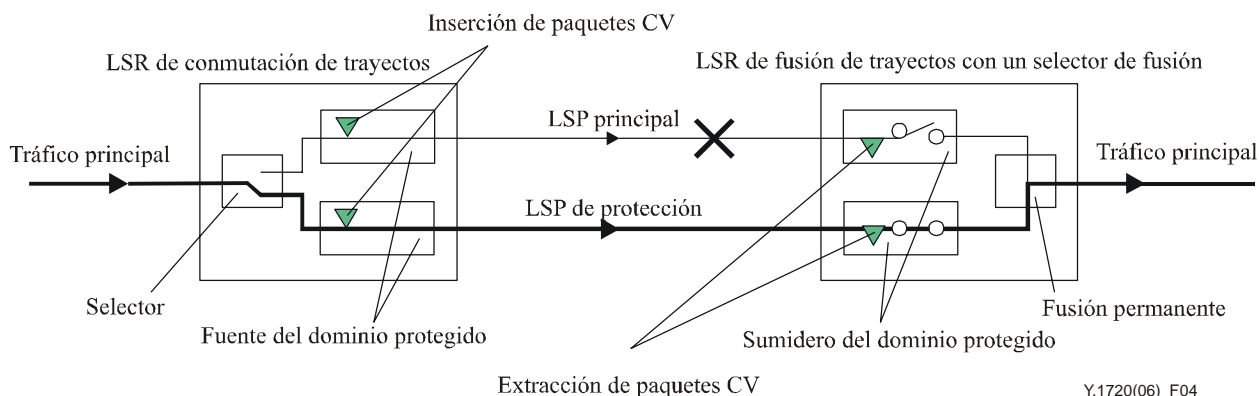 Inserción de paquetes CV
LSR de conmutación de trayectos
LSR de fusión de trayectos con un selector de fusión
LSP principal
Tráfico principal
Tráfico principal
LSP de protección
Selector
Fusión permanente
Fuente del dominio protegido
Sumidero del dominio protegido
Extracción de paquetes CV
Y.1720(06)_F04